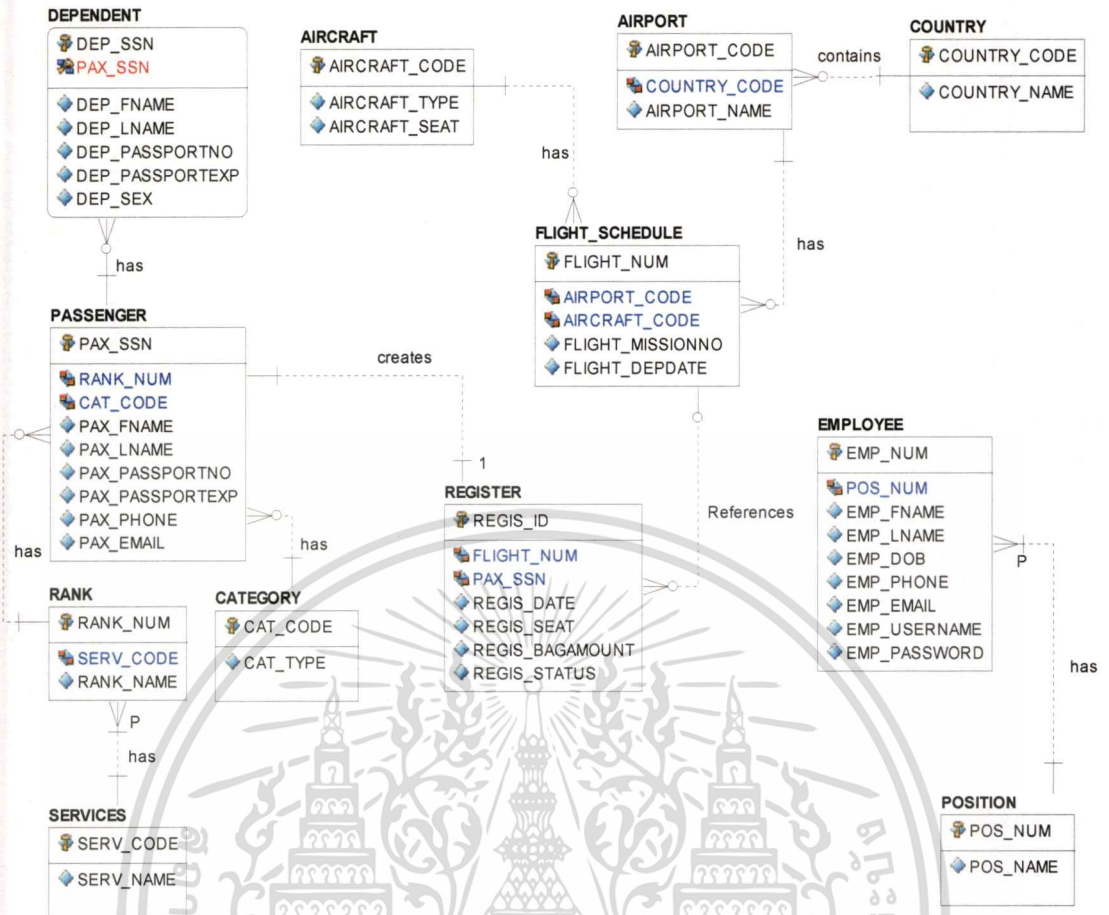 DEPENDENT
DEP_SSN
PAX_SSN
DEP_FNAME
DEP_LNAME
DEP_PASSPORTNO
DEP_PASSPORTEXP
DEP_SEX
has
AIRCRAFT
AIRCRAFT_CODE
AIRCRAFT_TYPE
AIRCRAFT_SEAT
has
AIRPORT
AIRPORT_CODE
COUNTRY_CODE
AIRPORT_NAME
contains
COUNTRY
COUNTRY_CODE
COUNTRY_NAME
has
FLIGHT_SCHEDULE
FLIGHT_NUM
AIRPORT_CODE
AIRCRAFT_CODE
FLIGHT_MISSIONNO
FLIGHT_DEPDATE
PASSENGER
PAX_SSN
RANK_NUM
CAT_CODE
PAX_FNAME
PAX_LNAME
PAX_PASSPORTNO
PAX_PASSPORTEXP
PAX_PHONE
PAX_EMAIL
creates
1
has
has
REGISTER
REGIS_ID
FLIGHT_NUM
PAX_SSN
REGIS_DATE
REGIS_SEAT
REGIS_BAGAMOUNT
REGIS_STATUS
References
EMPLOYEE
EMP_NUM
POS_NUM
EMP_FNAME
EMP_LNAME
EMP_DOB
EMP_PHONE
EMP_EMAIL
EMP_USERNAME
EMP_PASSWORD
P
has
RANK
RANK_NUM
SERV_CODE
RANK_NAME
P
has
CATEGORY
CAT_CODE
CAT_TYPE
SERVICES
SERV_CODE
SERV_NAME
POSITION
POS_NUM
POS_NAME